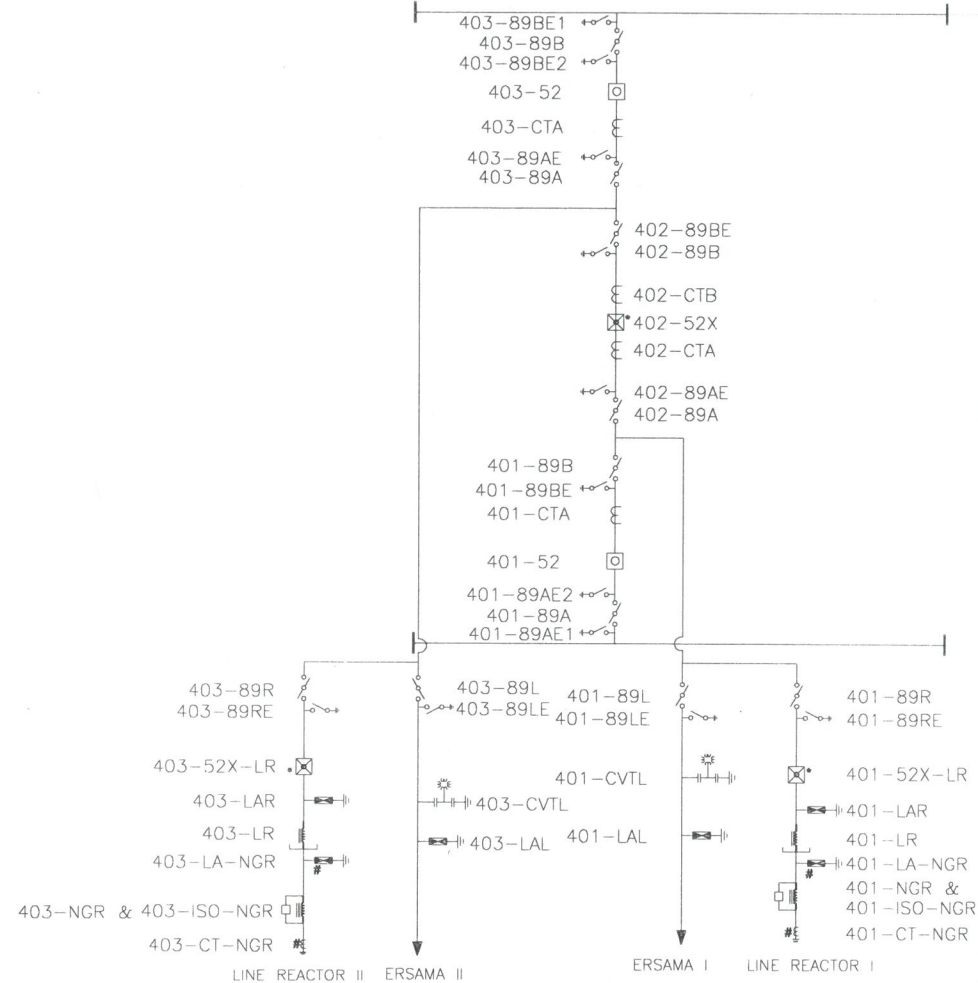 403-89BE1
403-89B
403-89BE2
403-52
403-CTA
403-89AE
403-89A
402-89BE
402-89B
402-CTB
* 402-52X
402-CTA
402-89AE
402-89A
401-89B
401-89BE
401-CTA
401-52
401-89AE2
401-89A
401-89AE1
403-89R
403-89RE
403-52X-LR
403-LAR
403-LR
403-LA-NGR
#
403-NGR & 403-ISO-NGR
403-CT-NGR #
LINE REACTOR II
403-89L
403-89LE
403-CVTL
403-LAL
ERSAMA II
401-89L
401-89LE
401-CVTL
401-LAL
ERSAMA I
401-89R
401-89RE
* 401-52X-LR
401-LAR
401-LR
401-LA-NGR
#
401-NGR &
401-ISO-NGR
# 401-CT-NGR
LINE REACTOR I